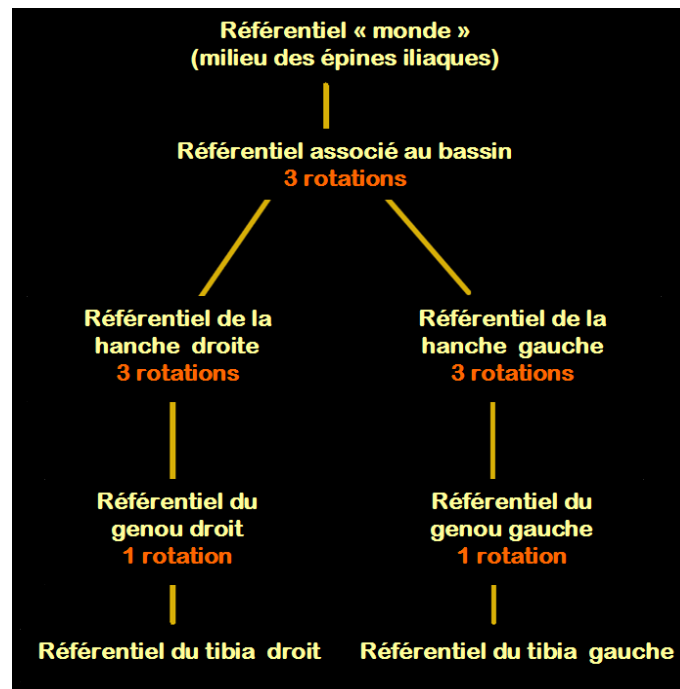 Référentiel « monde »
(milieu des épines iliaques)
Référentiel associé au bassin
3 rotations
Référentiel de la
hanche droite
3 rotations
Référentiel de la
hanche gauche
3 rotations
Référentiel du
genou droit
1 rotation
Référentiel du
genou gauche
1 rotation
Référentiel du tibia droit
Référentiel du tibia gauche